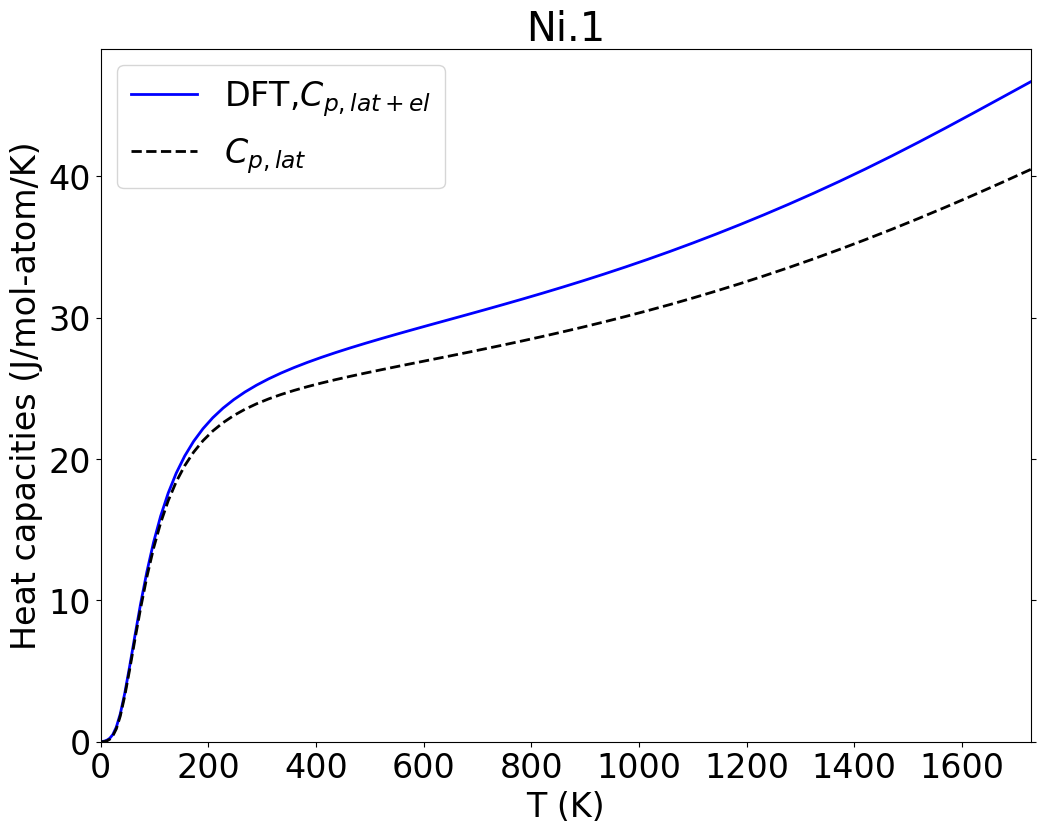 Ni.1
DFT,C_{p, lat+el}
C_{p, lat}
Heat capacities (J/mol-atom/K)
40
30
20
10
0
0 200 400 600 800 1000 1200 1400 1600
T (K)